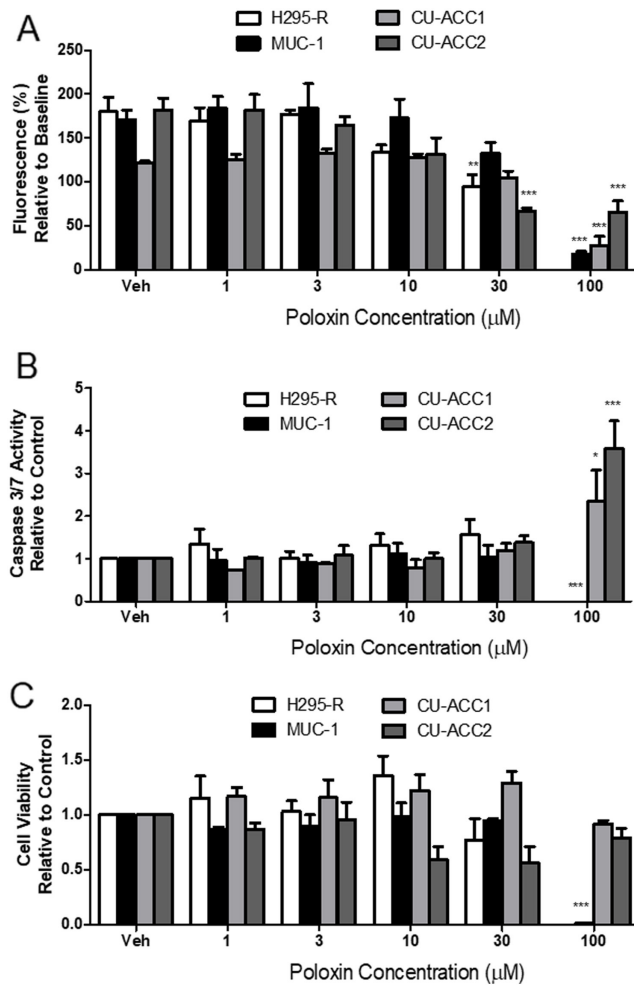 A
H295-R
MUC-1
CU-ACC1
CU-ACC2
Fluorescence (%)
Relative to Baseline
250
200
150
100
50
0
**
***
***
***
***
Veh 1 3 10 30 100
Poloxin Concentration (μM)
B
H295-R
MUC-1
CU-ACC1
CU-ACC2
Caspase 3/7 Activity
Relative to Control
5
4
3
2
1
0
***
*
***
Veh 1 3 10 30 100
Poloxin Concentration (μM)
C
H295-R
MUC-1
CU-ACC1
CU-ACC2
Cell Viability
Relative to Control
2.0
1.5
1.0
0.5
0.0
***
Veh 1 3 10 30 100
Poloxin Concentration (μM)